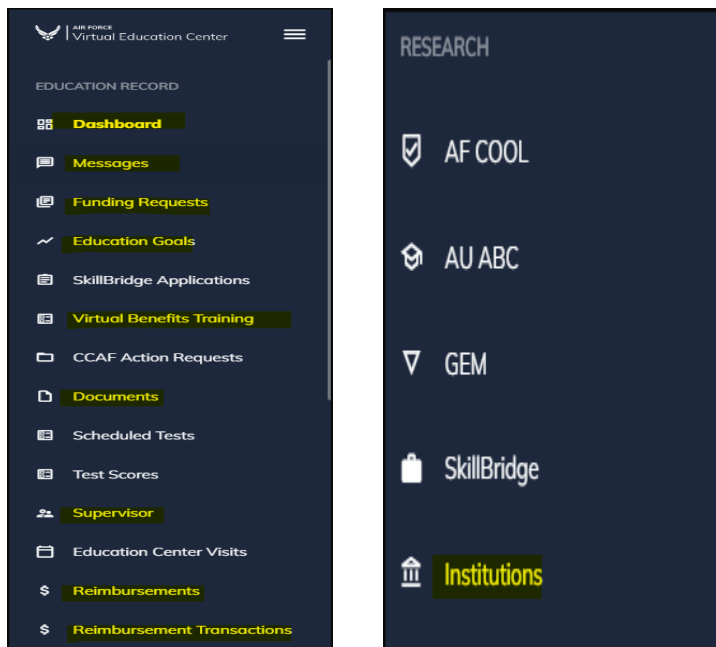 AIR FORCE
Virtual Education Center
EDUCATION RECORD
Dashboard
Messages
Funding Requests
Education Goals
SkillBridge Applications
Virtual Benefits Training
CCAF Action Requests
Documents
Scheduled Tests
Test Scores
Supervisor
Education Center Visits
Reimbursements
Reimbursement Transactions
RESEARCH
AF COOL
AU ABC
GEM
SkillBridge
Institutions